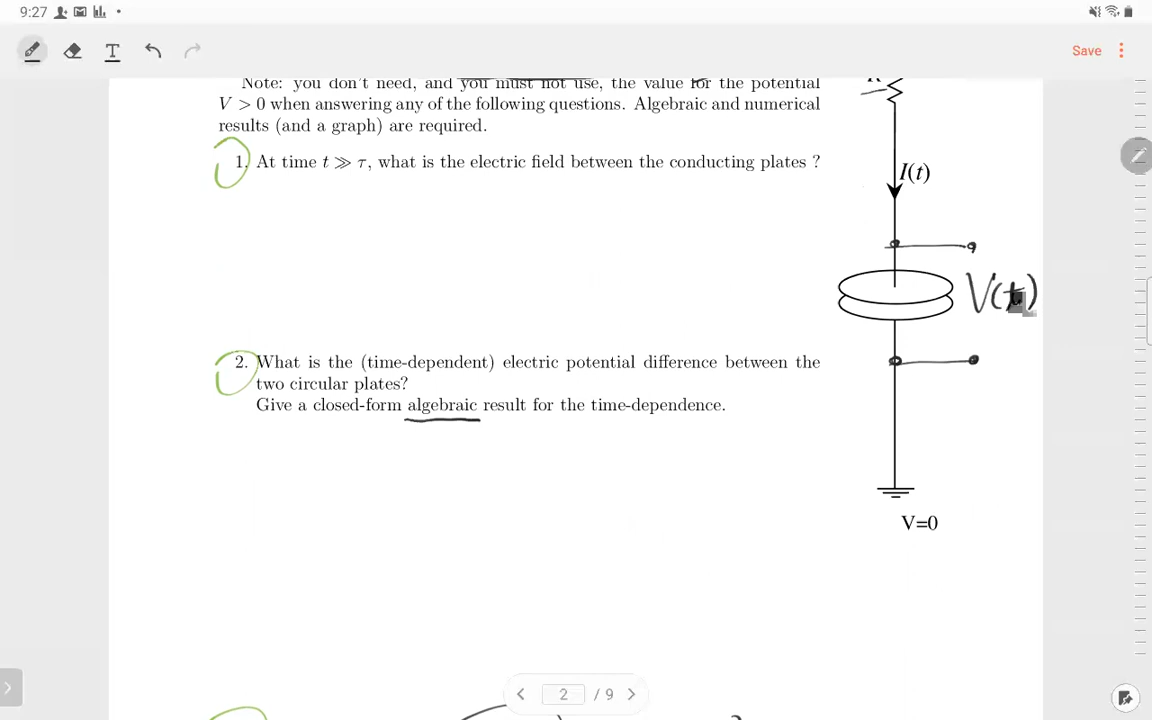 9:27
Save
Note: you don't need, and you must not use, the value for the potential
V > 0 when answering any of the following questions. Algebraic and numerical
results (and a graph) are required.
1. At time t ≫ τ, what is the electric field between the conducting plates ?
I(t)
V(t)
2. What is the (time-dependent) electric potential difference between the
two circular plates?
Give a closed-form algebraic result for the time-dependence.
V=0
2 / 9